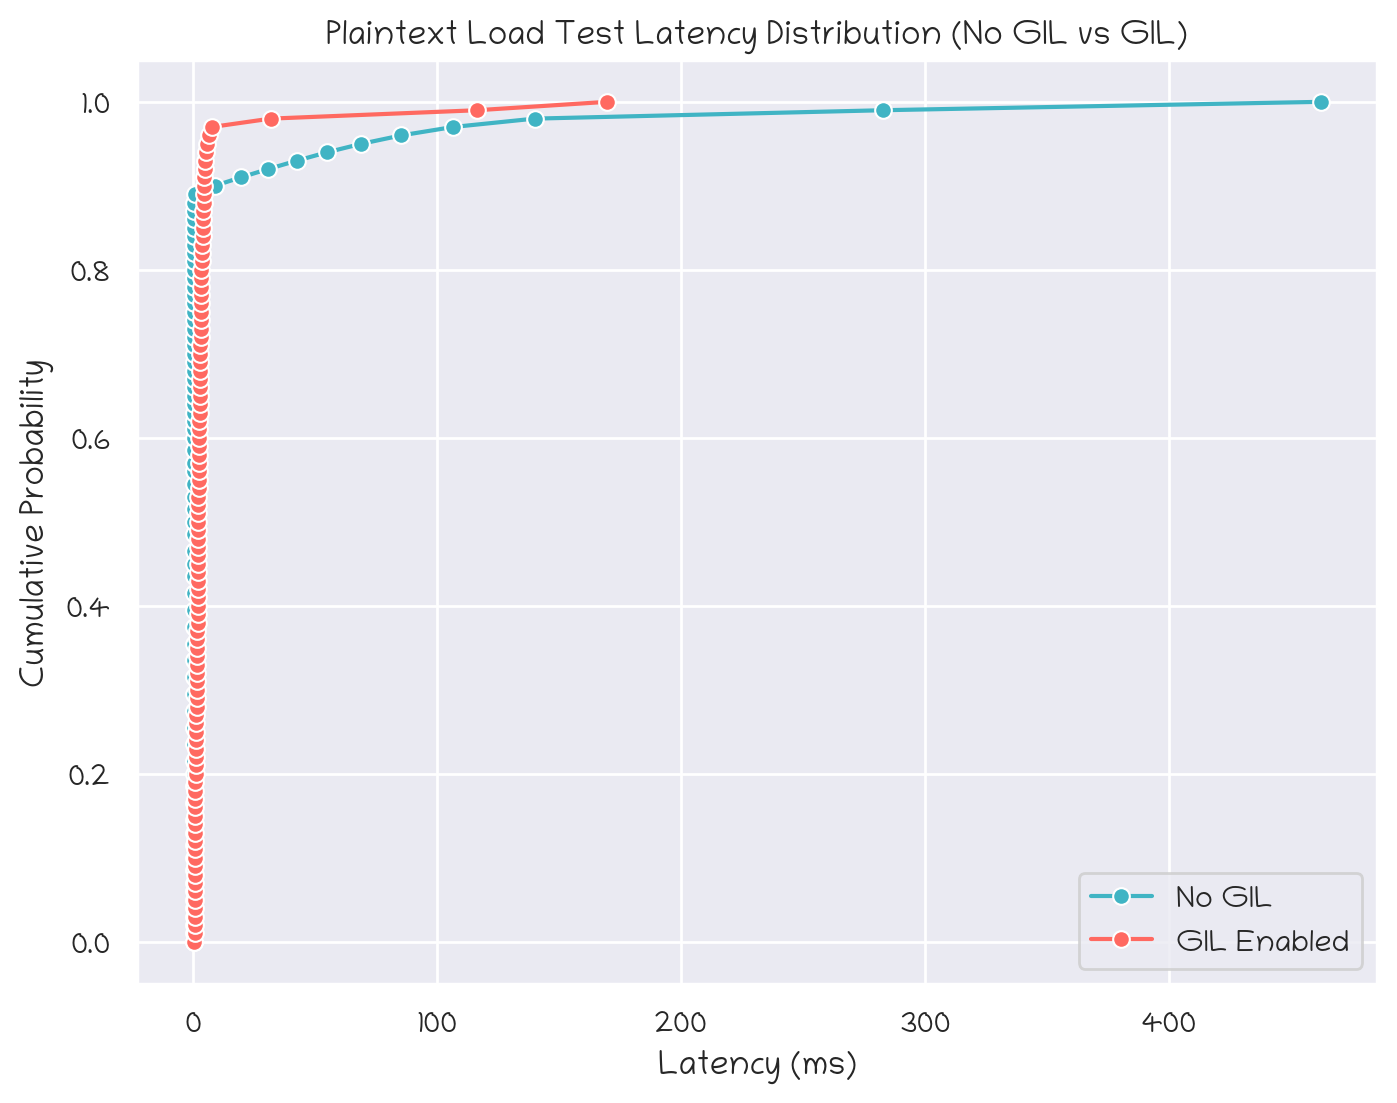 Plaintext Load Test Latency Distribution (No GIL vs GIL)
Cumulative Probability
1.0
0.8
0.6
0.4
0.2
0.0
0
100
200
300
400
Latency (ms)
No GIL
GIL Enabled